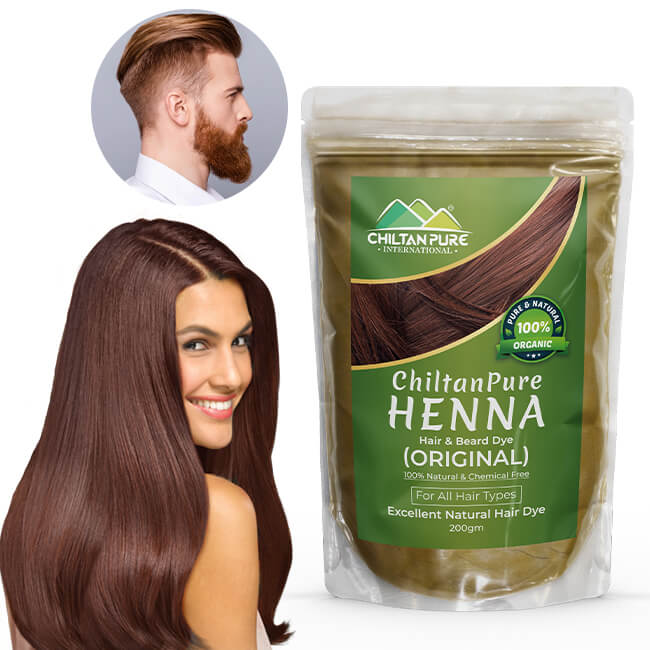 ®
CHILTAN PURE
• INTERNATIONAL •
PURE & NATURAL
100%
ORGANIC
ChiltanPure
HENNA
Hair & Beard Dye
(ORIGINAL)
100% Natural & Chemical Free
For All Hair Types
Excellent Natural Hair Dye
200gm